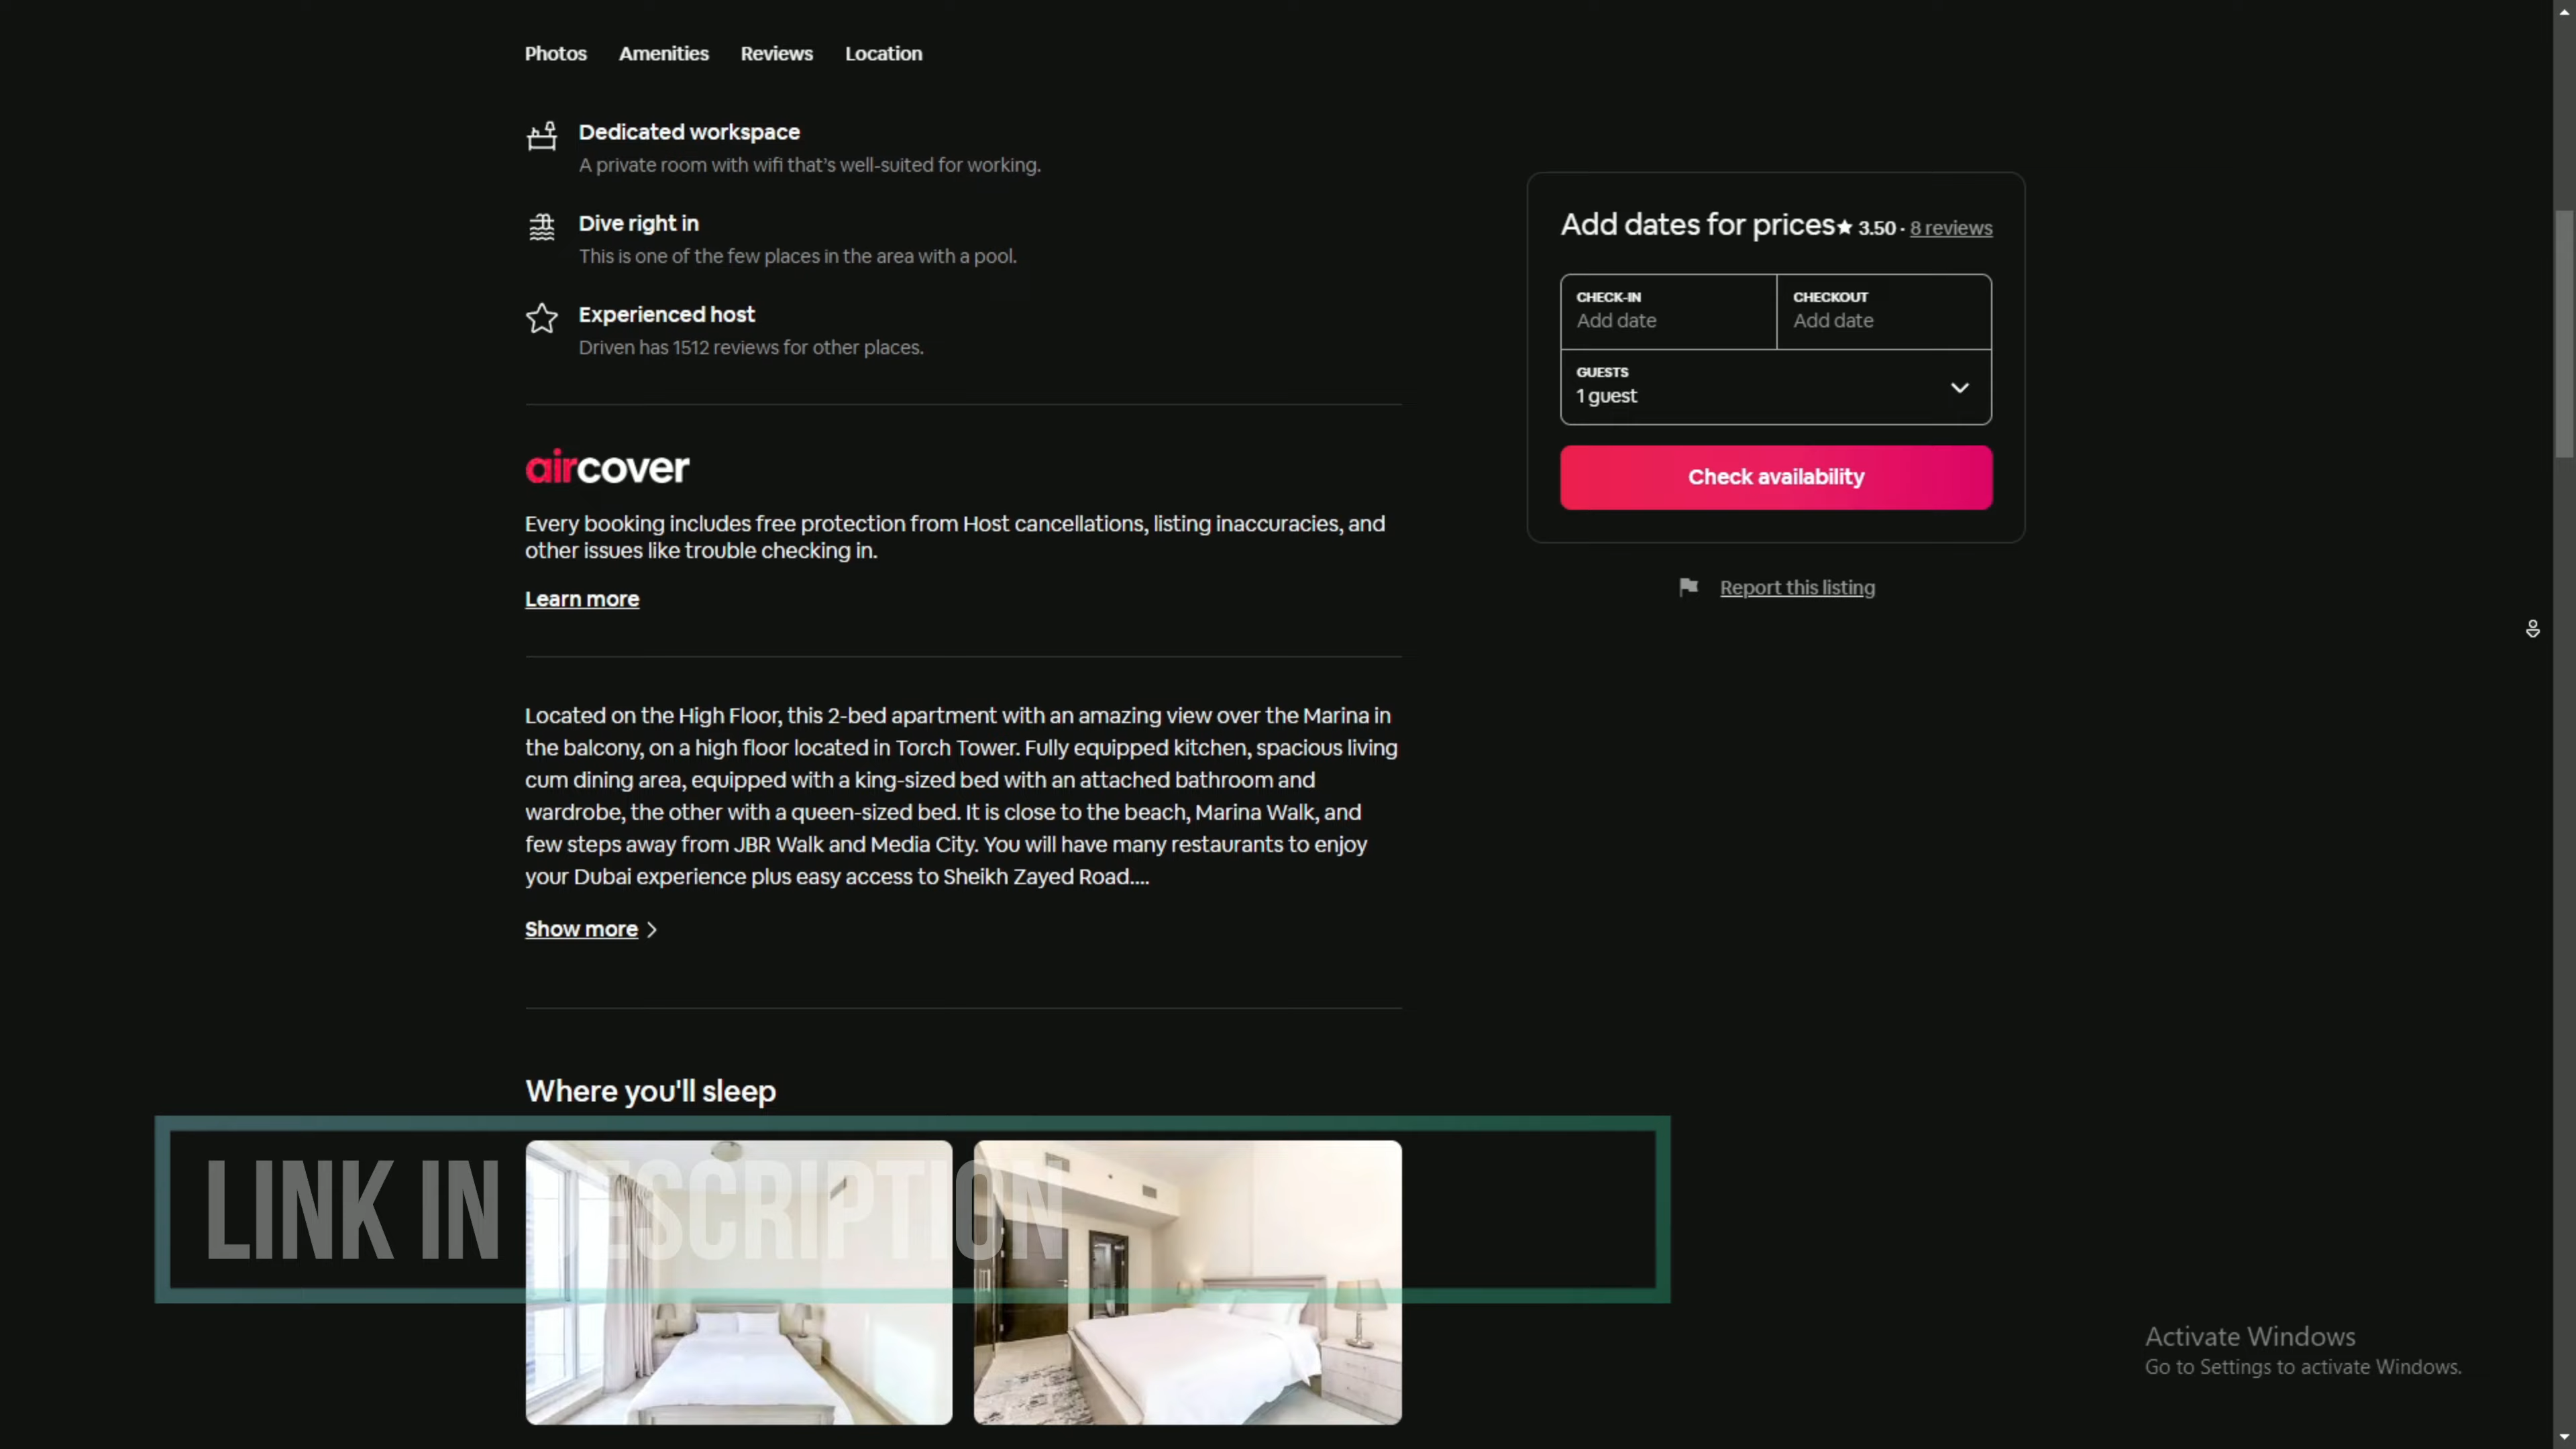 Photos Amenities Reviews Location
Dedicated workspace
A private room with wifi that's well-suited for working.
Dive right in
This is one of the few places in the area with a pool.
Experienced host
Driven has 1512 reviews for other places.
aircover
Every booking includes free protection from Host cancellations, listing inaccuracies, and
other issues like trouble checking in.
Learn more
Located on the High Floor, this 2-bed apartment with an amazing view over the Marina in
the balcony, on a high floor located in Torch Tower. Fully equipped kitchen, spacious living
cum dining area, equipped with a king-sized bed with an attached bathroom and
wardrobe, the other with a queen-sized bed. It is close to the beach, Marina Walk, and
few steps away from JBR Walk and Media City. You will have many restaurants to enjoy
your Dubai experience plus easy access to Sheikh Zayed Road....
Show more
Where you'll sleep
LINK IN DESCRIPTION
Add dates for prices ★ 3.50 · 8 reviews
CHECK-IN CHECKOUT
Add date Add date
GUESTS
1 guest
Check availability
Report this listing
Activate Windows
Go to Settings to activate Windows.